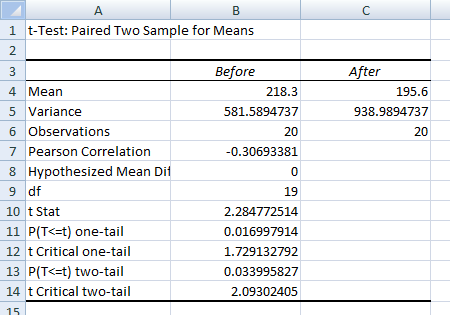 A B C
1 t-Test: Paired Two Sample for Means
2
3 Before After
4 Mean 218.3 195.6
5 Variance 581.5894737 938.9894737
6 Observations 20 20
7 Pearson Correlation -0.30693381
8 Hypothesized Mean Dif 0
9 df 19
10 t Stat 2.284772514
11 P(T<=t) one-tail 0.016997914
12 t Critical one-tail 1.729132792
13 P(T<=t) two-tail 0.033995827
14 t Critical two-tail 2.09302405
15